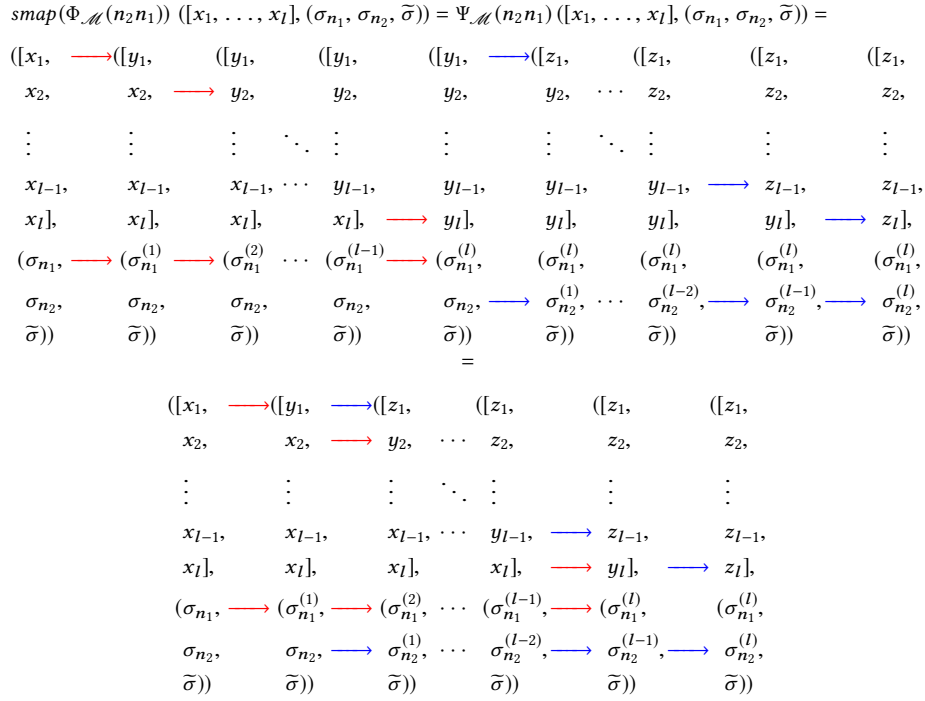 smap(Φ_ℳ(n₂n₁)) ([x₁, ..., x_l], (σ_{n₁}, σ_{n₂}, σ̃)) = Ψ_ℳ(n₂n₁) ([x₁, ..., x_l], (σ_{n₁}, σ_{n₂}, σ̃)) =
([x₁, ⟶ ([y₁, ([y₁, ([y₁, ([y₁, ⟶ ([z₁, ([z₁, ([z₁, ([z₁,
x₂, x₂, ⟶ y₂, y₂, y₂, y₂, ⋯ z₂, z₂, z₂,
⋮ ⋮ ⋮ ⋱ ⋮ ⋮ ⋮ ⋱ ⋮ ⋮ ⋮
x_{l-1}, x_{l-1}, x_{l-1}, ⋯ y_{l-1}, y_{l-1}, y_{l-1}, y_{l-1}, ⟶ z_{l-1}, z_{l-1},
x_l], x_l], x_l], x_l], ⟶ y_l], y_l], y_l], y_l], ⟶ z_l],
(σ_{n₁}, ⟶ (σ_{n₁}^{(1)} ⟶ (σ_{n₁}^{(2)} ⋯ (σ_{n₁}^{(l-1)} ⟶ (σ_{n₁}^{(l)}, (σ_{n₁}^{(l)}, (σ_{n₁}^{(l)}, (σ_{n₁}^{(l)}, (σ_{n₁}^{(l)},
σ_{n₂}, σ_{n₂}, σ_{n₂}, σ_{n₂}, σ_{n₂}, ⟶ σ_{n₂}^{(1)}, ⋯ σ_{n₂}^{(l-2)}, ⟶ σ_{n₂}^{(l-1)}, ⟶ σ_{n₂}^{(l)},
σ̃)) σ̃)) σ̃)) σ̃)) σ̃)) σ̃)) σ̃)) σ̃)) σ̃))
=
([x₁, ⟶ ([y₁, ⟶ ([z₁, ([z₁, ([z₁, ([z₁,
x₂, x₂, ⟶ y₂, ⋯ z₂, z₂, z₂,
⋮ ⋮ ⋮ ⋱ ⋮ ⋮ ⋮
x_{l-1}, x_{l-1}, x_{l-1}, ⋯ y_{l-1}, ⟶ z_{l-1}, z_{l-1},
x_l], x_l], x_l], x_l], ⟶ y_l], ⟶ z_l],
(σ_{n₁}, ⟶ (σ_{n₁}^{(1)}, ⟶ (σ_{n₁}^{(2)}, ⋯ (σ_{n₁}^{(l-1)}, ⟶ (σ_{n₁}^{(l)}, (σ_{n₁}^{(l)},
σ_{n₂}, σ_{n₂}, ⟶ σ_{n₂}^{(1)}, ⋯ σ_{n₂}^{(l-2)}, ⟶ σ_{n₂}^{(l-1)}, ⟶ σ_{n₂}^{(l)},
σ̃)) σ̃)) σ̃)) σ̃)) σ̃)) σ̃))